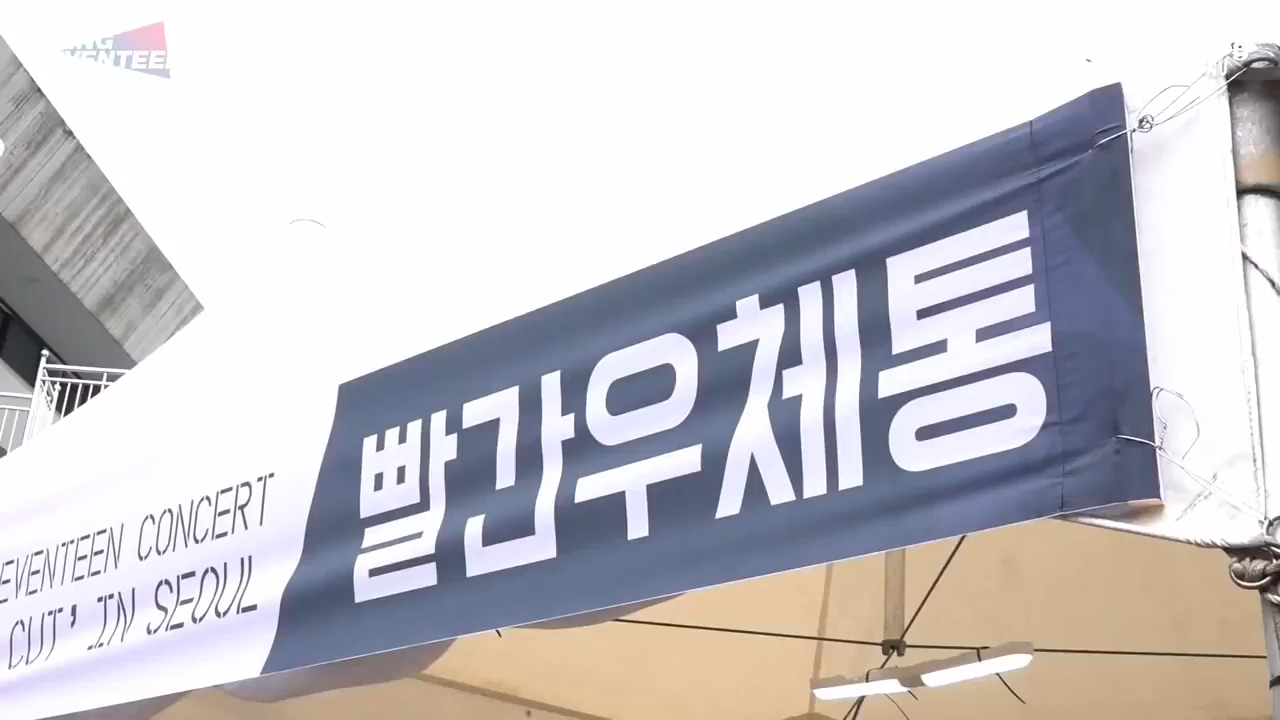 빨간우체통
EVENTEEN CONCERT
CUT' IN SEOUL